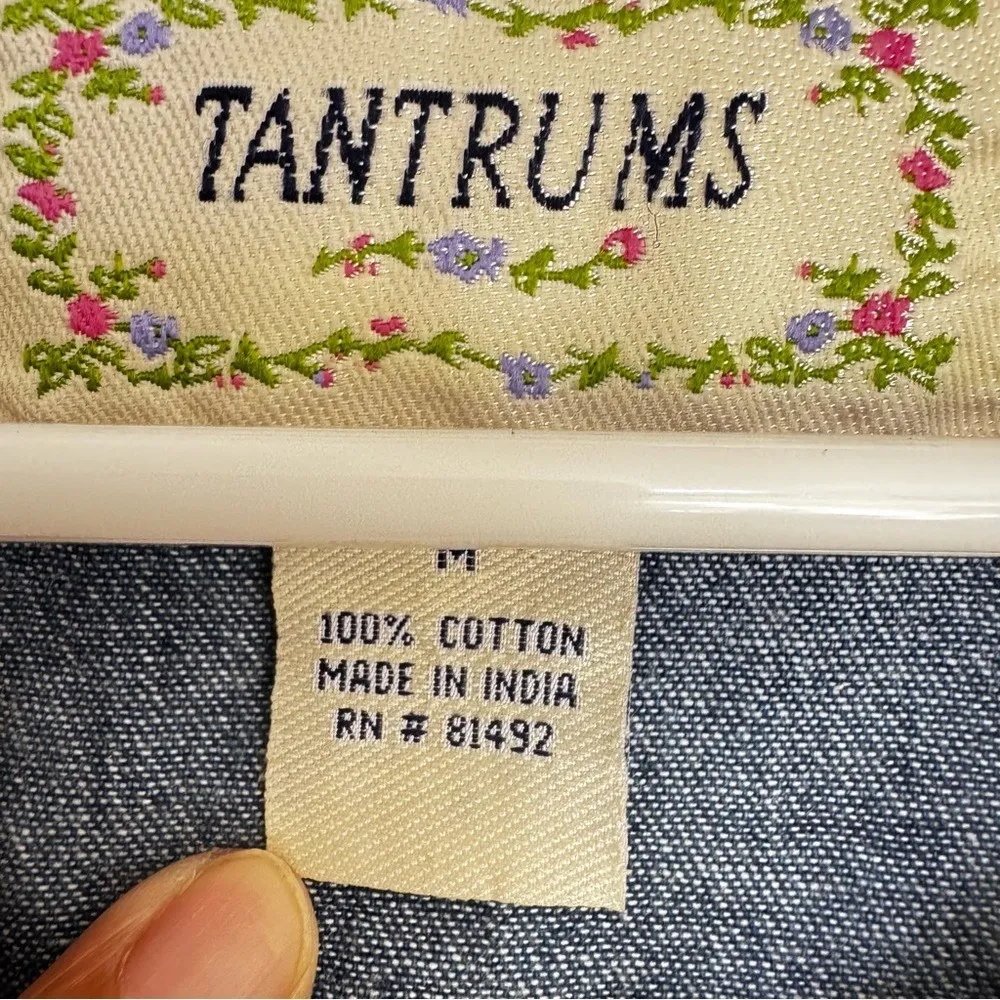 TANTRUMS
M
100% COTTON
MADE IN INDIA
RN # 81492